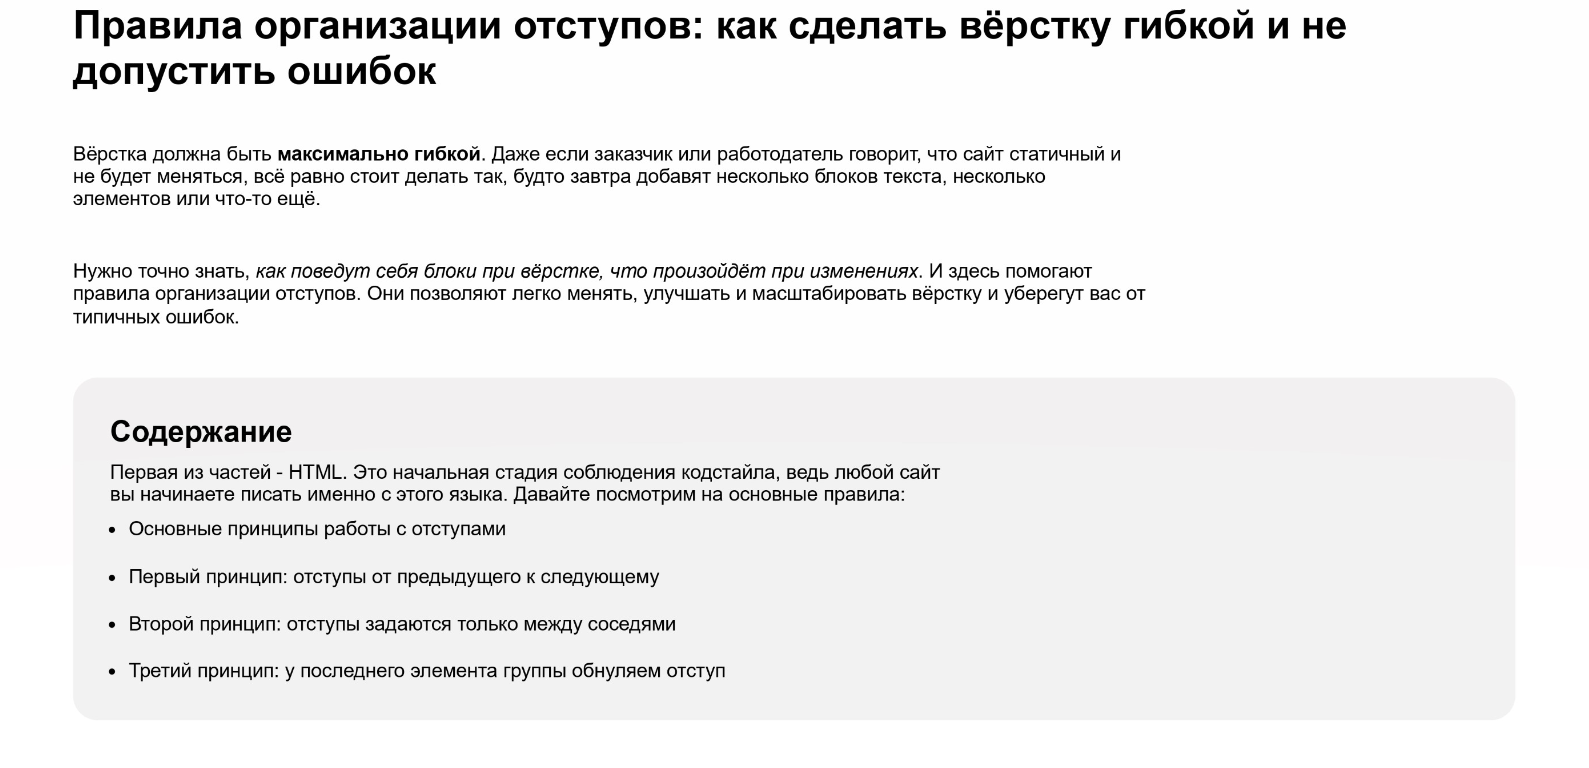 Правила организации отступов: как сделать вёрстку гибкой и не
допустить ошибок
Вёрстка должна быть максимально гибкой. Даже если заказчик или работодатель говорит, что сайт статичный и
не будет меняться, всё равно стоит делать так, будто завтра добавят несколько блоков текста, несколько
элементов или что-то ещё.
Нужно точно знать, как поведут себя блоки при вёрстке, что произойдёт при изменениях. И здесь помогают
правила организации отступов. Они позволяют легко менять, улучшать и масштабировать вёрстку и уберегут вас от
типичных ошибок.
Содержание
Первая из частей - HTML. Это начальная стадия соблюдения кодстайла, ведь любой сайт
вы начинаете писать именно с этого языка. Давайте посмотрим на основные правила:
• Основные принципы работы с отступами
• Первый принцип: отступы от предыдущего к следующему
• Второй принцип: отступы задаются только между соседями
• Третий принцип: у последнего элемента группы обнуляем отступ